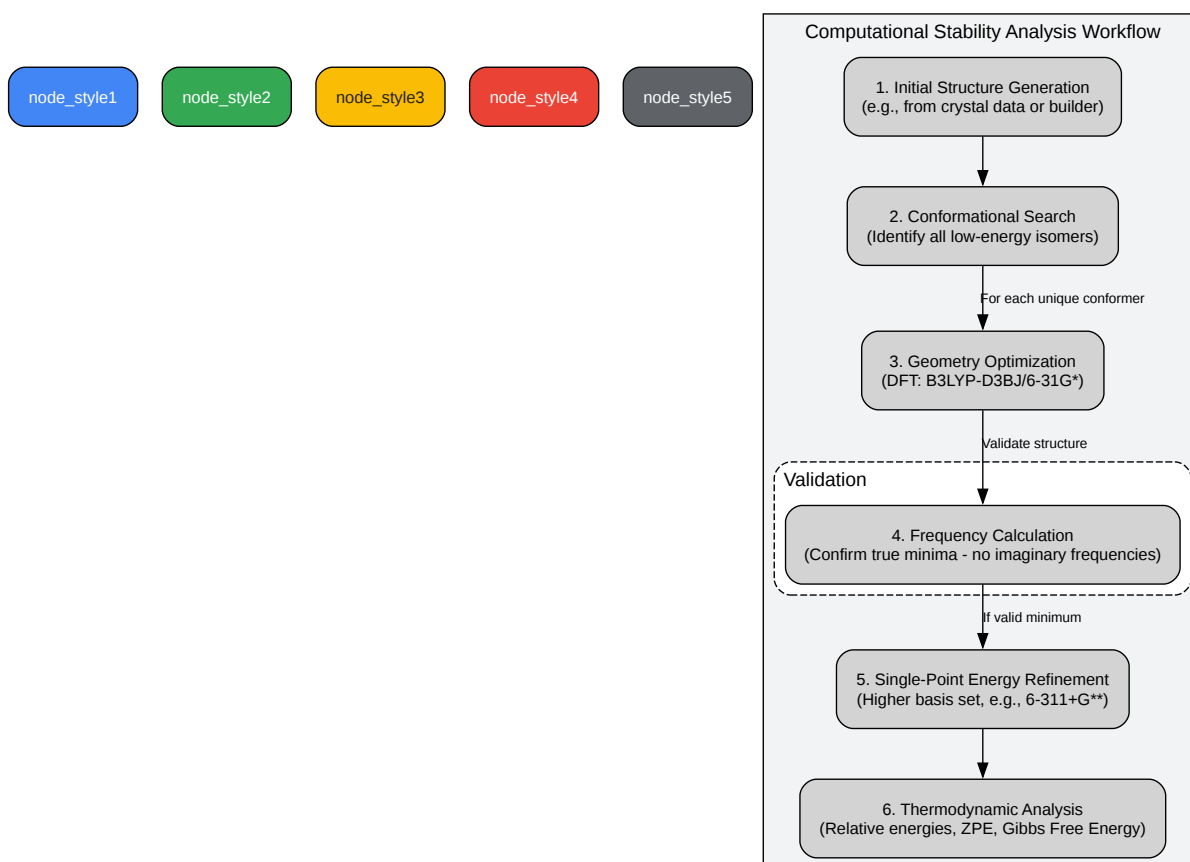 node_style1
node_style2
node_style3
node_style4
node_style5
Computational Stability Analysis Workflow
1. Initial Structure Generation
(e.g., from crystal data or builder)
2. Conformational Search
(Identify all low-energy isomers)
For each unique conformer
3. Geometry Optimization
(DFT: B3LYP-D3BJ/6-31G*)
Validate structure
Validation
4. Frequency Calculation
(Confirm true minima - no imaginary frequencies)
If valid minimum
5. Single-Point Energy Refinement
(Higher basis set, e.g., 6-311+G**)
6. Thermodynamic Analysis
(Relative energies, ZPE, Gibbs Free Energy)